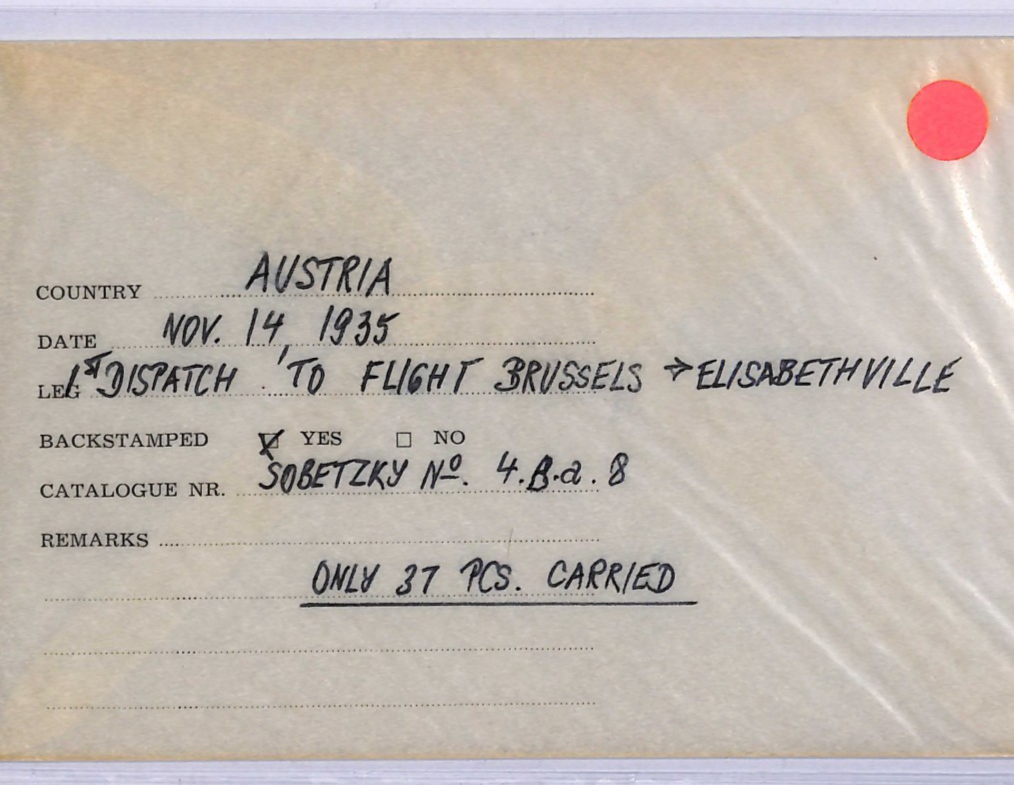 COUNTRY AUSTRIA
DATE NOV. 14, 1935
LEG 1ST DISPATCH TO FLIGHT BRUSSELS → ELISABETHVILLE
BACKSTAMPED ☒ YES ☐ NO
CATALOGUE NR. SOBETZKY No. 4.B.a.8
REMARKS
ONLY 37 PCS. CARRIED